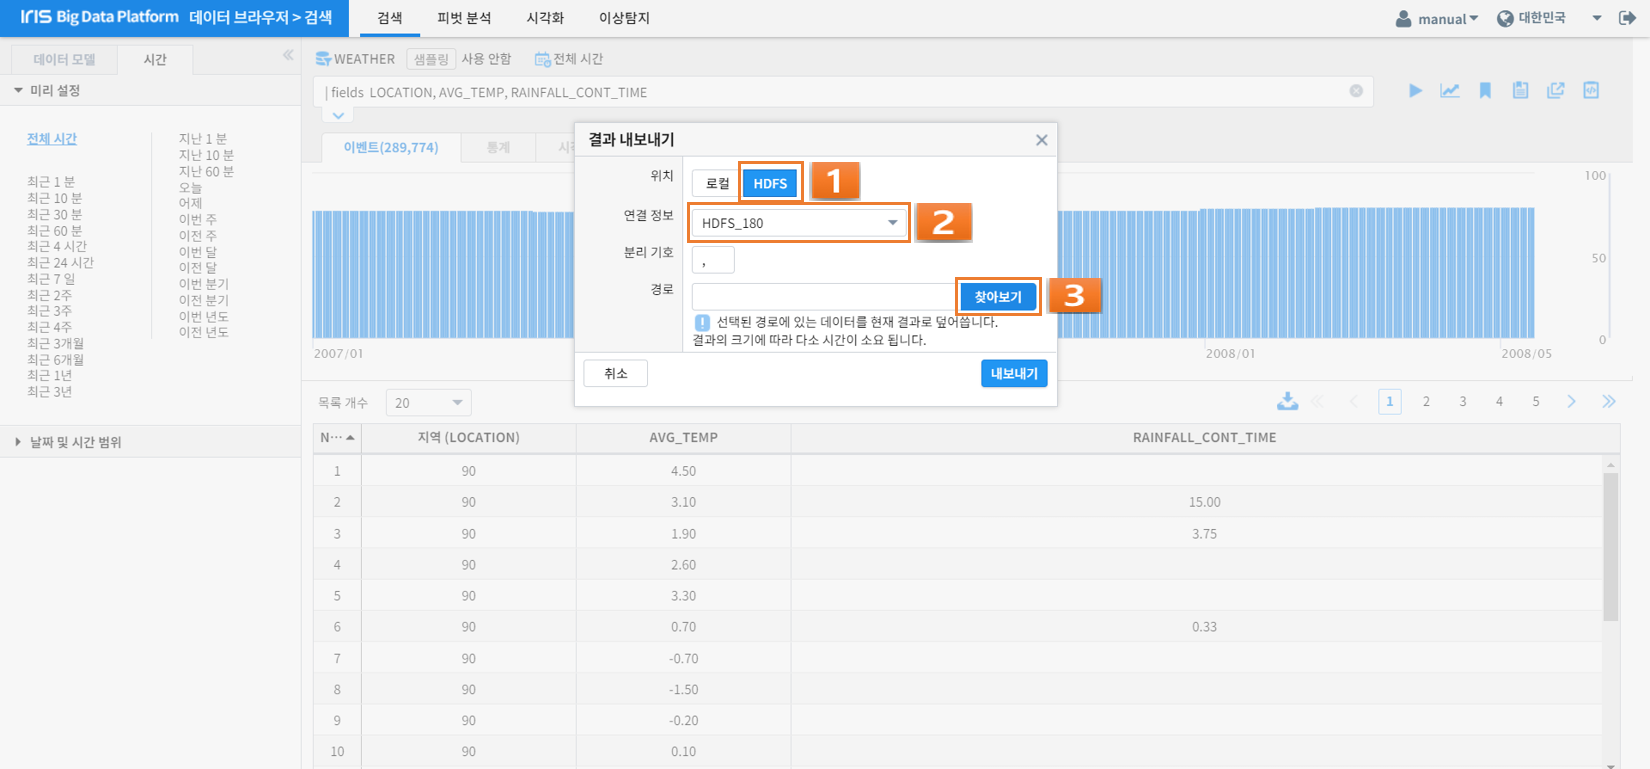 IRIS Big Data Platform 데이터 브라우저 > 검색
검색 피벗 분석 시각화 이상탐지
manual 대한민국
데이터 모델 시간
미리 설정
전체 시간
최근 1 분
최근 10 분
최근 30 분
최근 60 분
최근 4 시간
최근 24 시간
최근 7 일
최근 2주
최근 3주
최근 4주
최근 3개월
최근 6개월
최근 1년
최근 3년
지난 1 분
지난 10 분
지난 60 분
오늘
어제
이번 주
이전 주
이번 달
이전 달
이번 분기
이전 분기
이번 년도
이전 년도
날짜 및 시간 범위
WEATHER 샘플링 사용 안함 전체 시간
| fields LOCATION, AVG_TEMP, RAINFALL_CONT_TIME
이벤트(289,774) 통계
결과 내보내기
위치 로컬 HDFS 1
연결 정보 HDFS_180 2
분리 기호 ,
경로 찾아보기 3
! 선택된 경로에 있는 데이터를 현재 결과로 덮어씁니다.
결과의 크기에 따라 다소 시간이 소요 됩니다.
취소 내보내기
100
50
0
2007/01 2008/01 2008/05
목록 개수 20
1 2 3 4 5
N··· 지역 (LOCATION) AVG_TEMP RAINFALL_CONT_TIME
1 90 4.50
2 90 3.10 15.00
3 90 1.90 3.75
4 90 2.60
5 90 3.30
6 90 0.70 0.33
7 90 -0.70
8 90 -1.50
9 90 -0.20
10 90 0.10